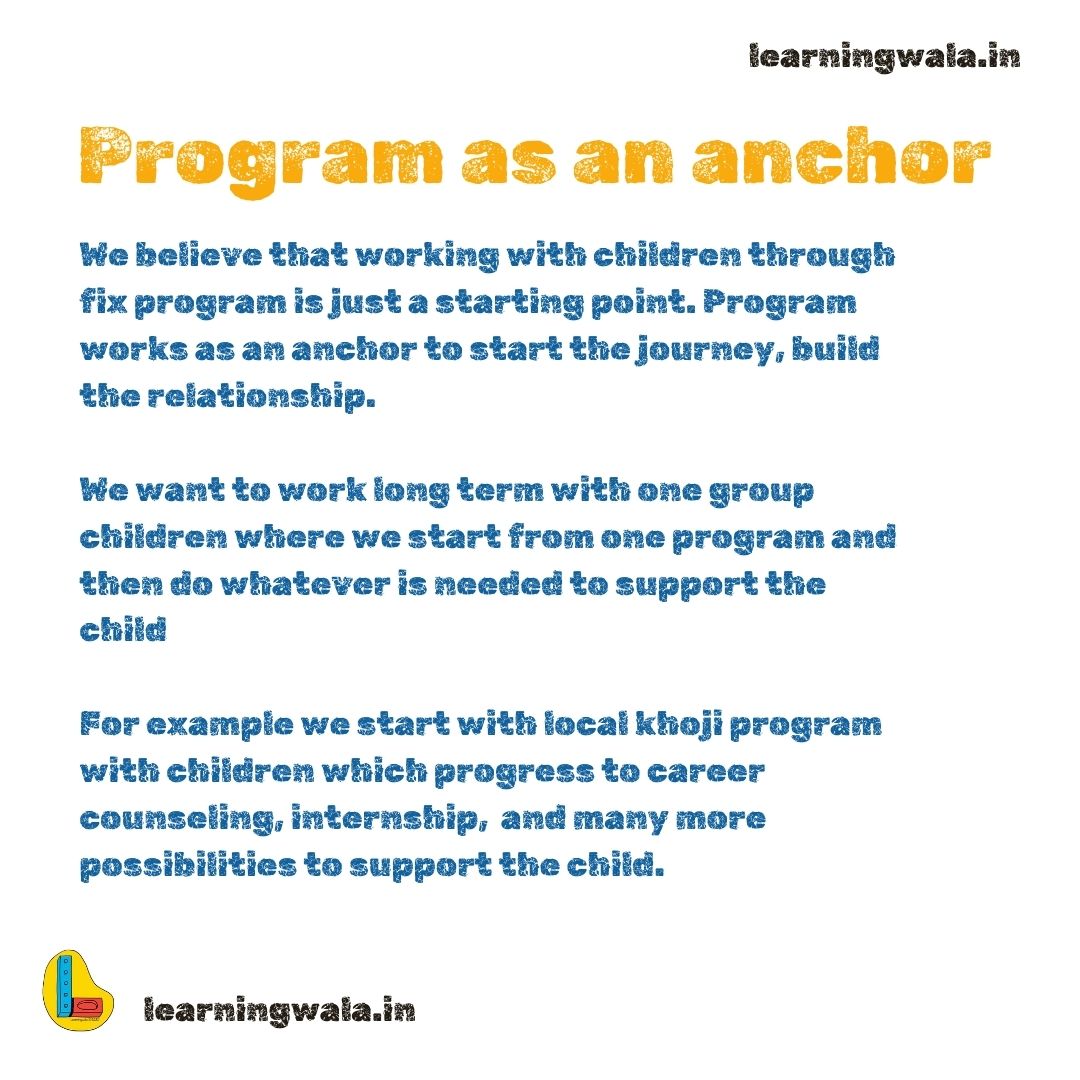 learningwala.in
Program as an anchor
We believe that working with children through
fix program is just a starting point. Program
works as an anchor to start the journey, build
the relationship.
We want to work long term with one group
children where we start from one program and
then do whatever is needed to support the
child
For example we start with local khoji program
with children which progress to career
counseling, internship,  and many more
possibilities to support the child.
learningwala.in